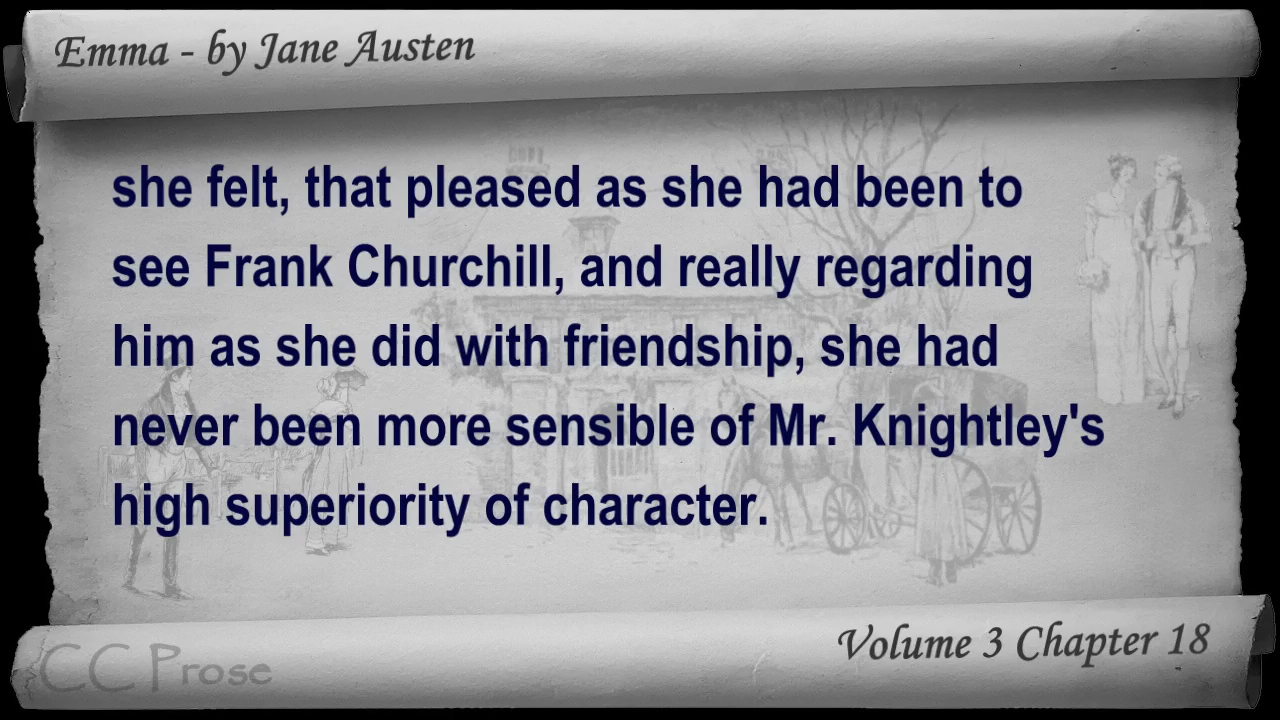 Emma - by Jane Austen
she felt, that pleased as she had been to
see Frank Churchill, and really regarding
him as she did with friendship, she had
never been more sensible of Mr. Knightley's
high superiority of character.
Volume 3 Chapter 18
CC Prose